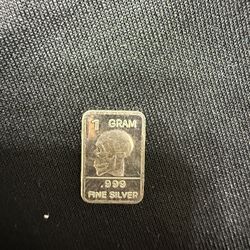 1 GRAM
.999
FINE SILVER